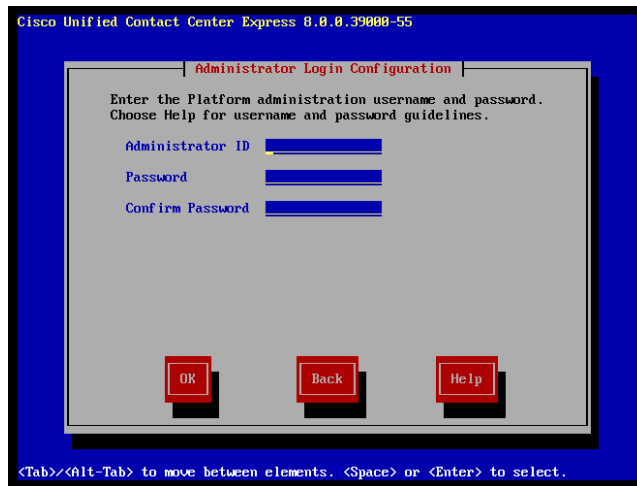 Cisco Unified Contact Center Express 8.0.0.39000-55
Administrator Login Configuration
Enter the Platform administration username and password.
Choose Help for username and password guidelines.
Administrator ID
Password
Confirm Password
OK Back Help
<Tab>/<Alt-Tab> to move between elements. <Space> or <Enter> to select.